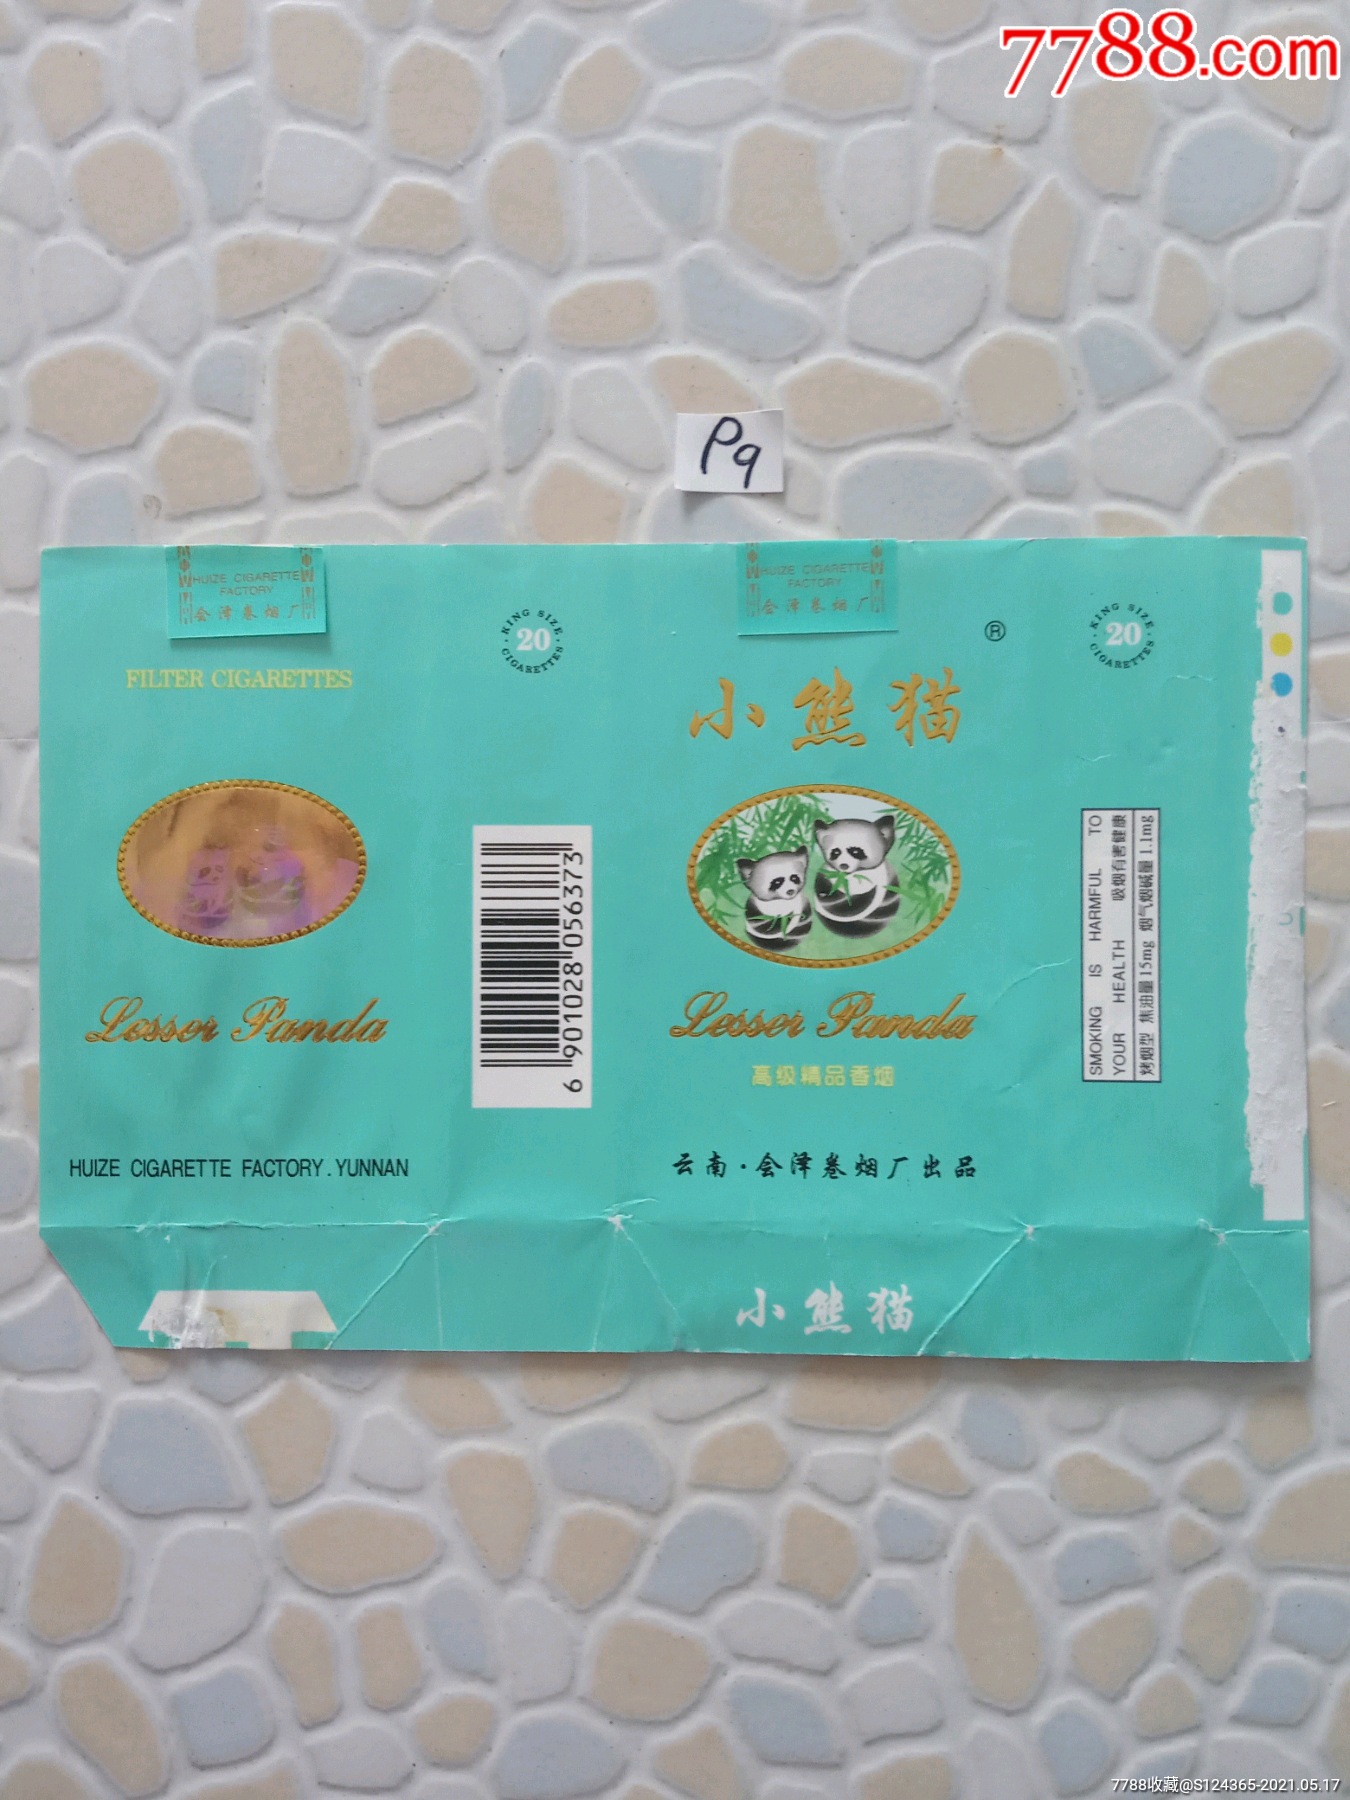 7788.com
P9
HUIZE CIGARETTE
FACTORY
会泽卷烟厂
FILTER CIGARETTES
Lesser Panda
HUIZE CIGARETTE FACTORY.YUNNAN
KING SIZE
20
CIGARETTES
6 901028 056373
HUIZE CIGARETTE
FACTORY
会泽卷烟厂
®
小熊猫
Lesser Panda
高级精品香烟
云南·会泽卷烟厂出品
小熊猫
KING SIZE
20
CIGARETTES
SMOKING IS HARMFUL TO
YOUR HEALTH 吸烟有害健康
烤烟型 焦油量15mg 烟气烟碱量1.1mg
7788收藏@S124365-2021.05.17